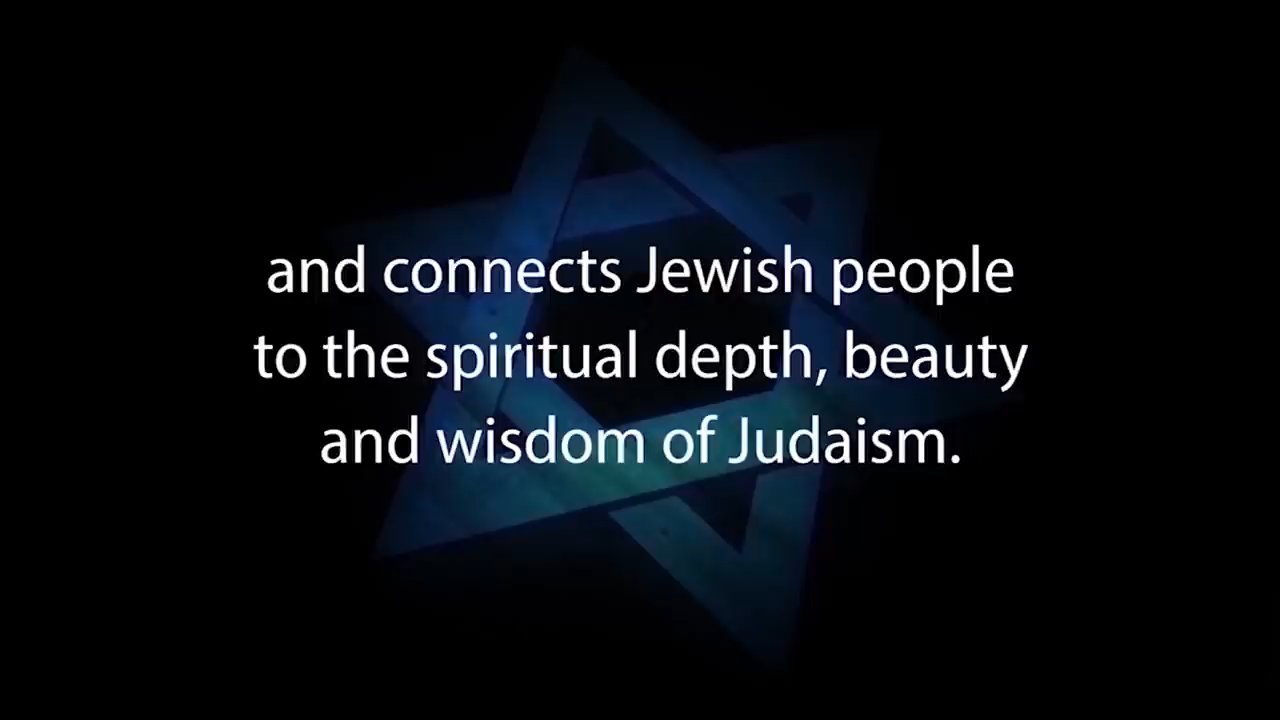 and connects Jewish people
to the spiritual depth, beauty
and wisdom of Judaism.